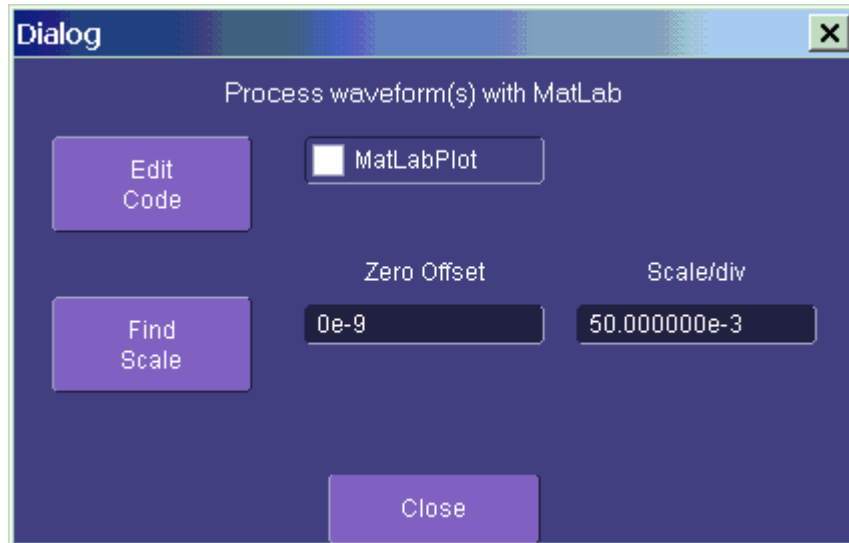 Dialog
Process waveform(s) with MatLab
Edit
Code
MatLabPlot
Zero Offset
Scale/div
Find
Scale
0e-9
50.000000e-3
Close